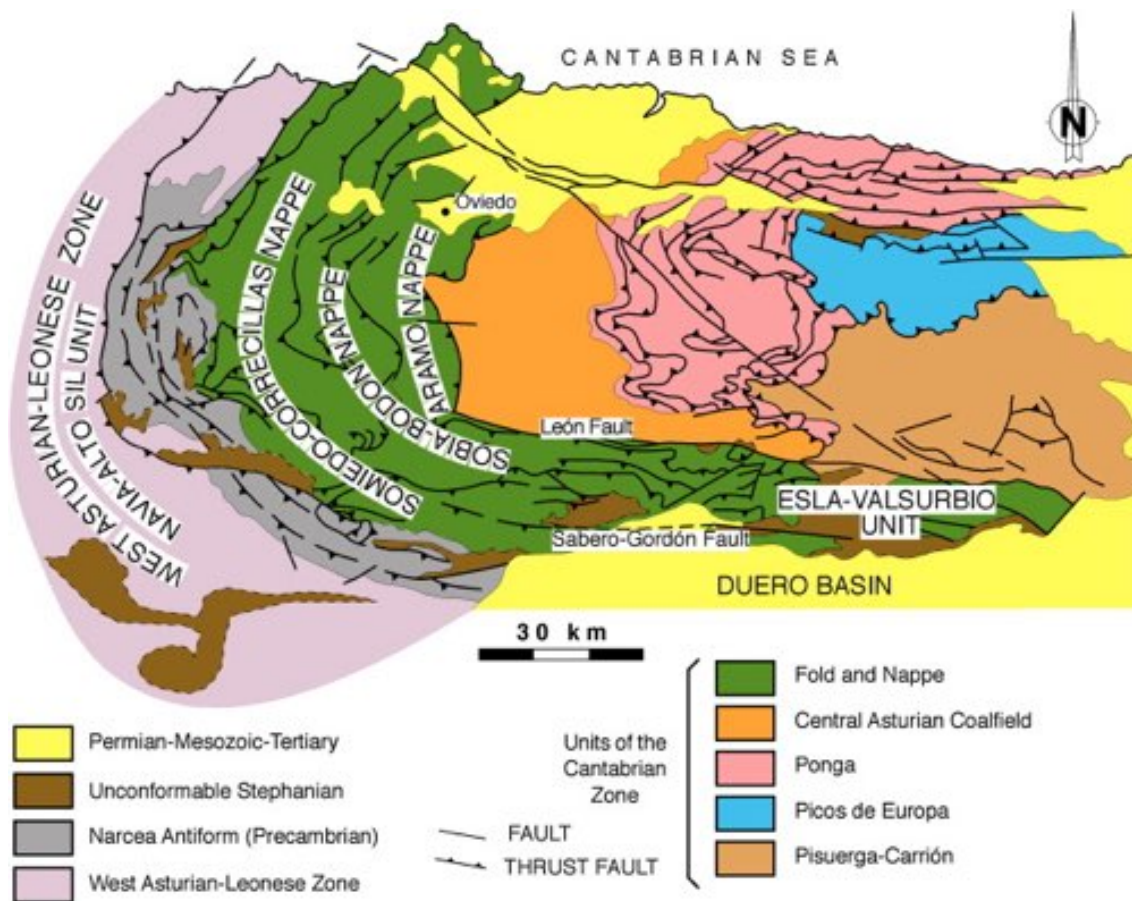 CANTABRIAN SEA
N
Oviedo
WEST ASTURIAN-LEONESE ZONE
NAVIA-ALTO SIL UNIT
SOMIEDO-CORRECILLAS NAPPE
SOBIA-BODON NAPPE
ARAMO NAPPE
León Fault
ESLA-VALSURBIO
UNIT
Sabero-Gordón Fault
DUERO BASIN
30 km
Permian-Mesozoic-Tertiary
Unconformable Stephanian
Narcea Antiform (Precambrian)
West Asturian-Leonese Zone
FAULT
THRUST FAULT
Units of the
Cantabrian
Zone
Fold and Nappe
Central Asturian Coalfield
Ponga
Picos de Europa
Pisuerga-Carrión